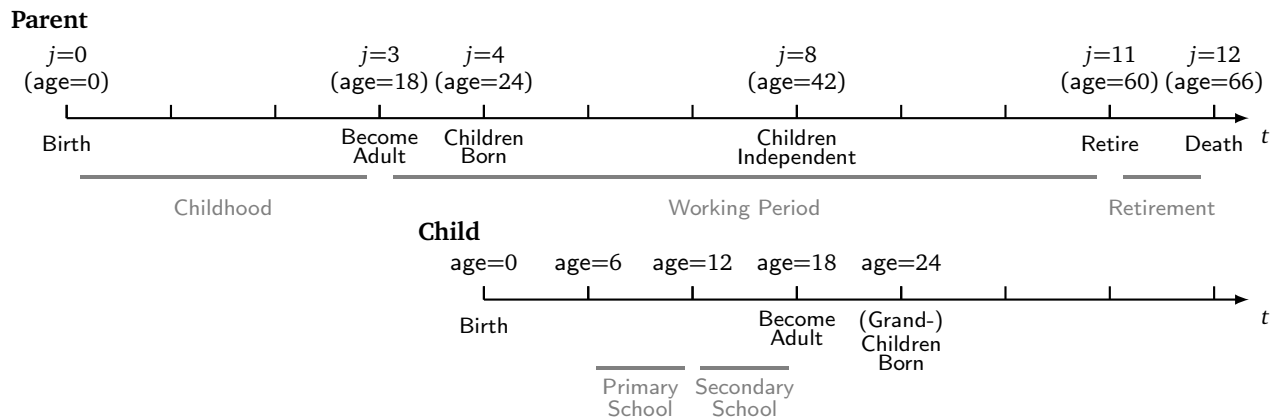 Parent
j=0 j=3 j=4 j=8 j=11 j=12
(age=0) (age=18) (age=24) (age=42) (age=60) (age=66)
Birth Become Adult Children Born Children Independent Retire Death t
Childhood Working Period Retirement
Child
age=0 age=6 age=12 age=18 age=24
Birth Become Adult (Grand-) Children Born t
Primary School Secondary School